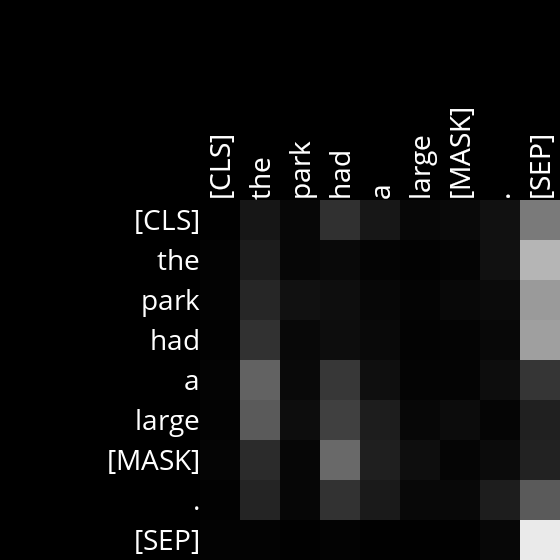 [CLS] the park had a large [MASK] . [SEP]
[CLS]
the
park
had
a
large
[MASK]
.
[SEP]